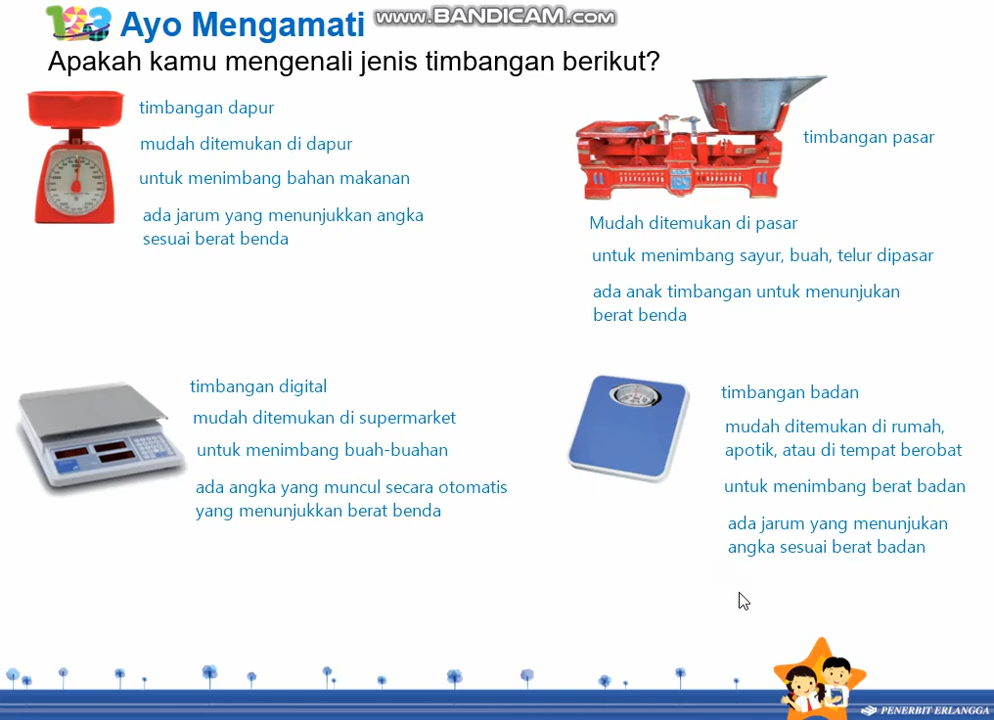 www.BANDICAM.com
123 Ayo Mengamati
Apakah kamu mengenali jenis timbangan berikut?
timbangan dapur
mudah ditemukan di dapur
untuk menimbang bahan makanan
ada jarum yang menunjukkan angka
sesuai berat benda
timbangan pasar
Mudah ditemukan di pasar
untuk menimbang sayur, buah, telur dipasar
ada anak timbangan untuk menunjukan
berat benda
timbangan digital
mudah ditemukan di supermarket
untuk menimbang buah-buahan
ada angka yang muncul secara otomatis
yang menunjukkan berat benda
timbangan badan
mudah ditemukan di rumah,
apotik, atau di tempat berobat
untuk menimbang berat badan
ada jarum yang menunjukan
angka sesuai berat badan
PENERBIT ERLANGGA